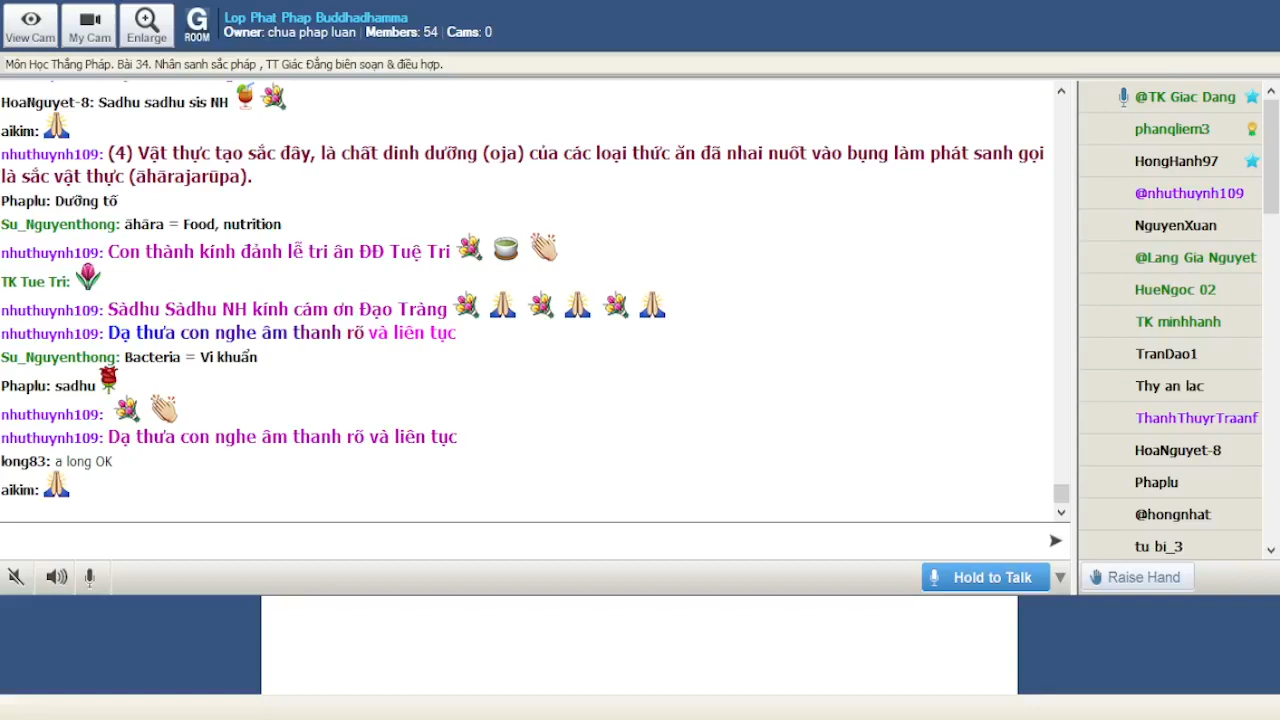 Lop Phat Phap Buddhadhamma
View Cam My Cam Enlarge G ROOM Owner: chua phap luan | Members: 54 | Cams: 0
Môn Học Thắng Pháp. Bài 34. Nhân sanh sắc pháp , TT Giác Đẳng biên soạn & điều hợp.
HoaNguyet-8: Sadhu sadhu sis NH
aikim:
nhuthuynh109: (4) Vật thực tạo sắc đây, là chất dinh dưỡng (oja) của các loại thức ăn đã nhai nuốt vào bụng làm phát sanh gọi
là sắc vật thực (āhārajarūpa).
Phaplu: Dưỡng tố
Su_Nguyenthong: āhāra = Food, nutrition
nhuthuynh109: Con thành kính đảnh lễ tri ân ĐĐ Tuệ Tri
TK Tue Tri:
nhuthuynh109: Sàdhu Sàdhu NH kính cám ơn Đạo Tràng
nhuthuynh109: Dạ thưa con nghe âm thanh rõ và liên tục
Su_Nguyenthong: Bacteria = Vi khuẩn
Phaplu: sadhu
nhuthuynh109:
nhuthuynh109: Dạ thưa con nghe âm thanh rõ và liên tục
long83: a long OK
aikim:
@TK Giac Dang
phanqliem3
HongHanh97
@nhuthuynh109
NguyenXuan
@Lang Gia Nguyet
HueNgoc 02
TK minhhanh
TranDao1
Thy an lac
ThanhThuyrTraanf
HoaNguyet-8
Phaplu
@hongnhat
tu bi_3
Hold to Talk
Raise Hand